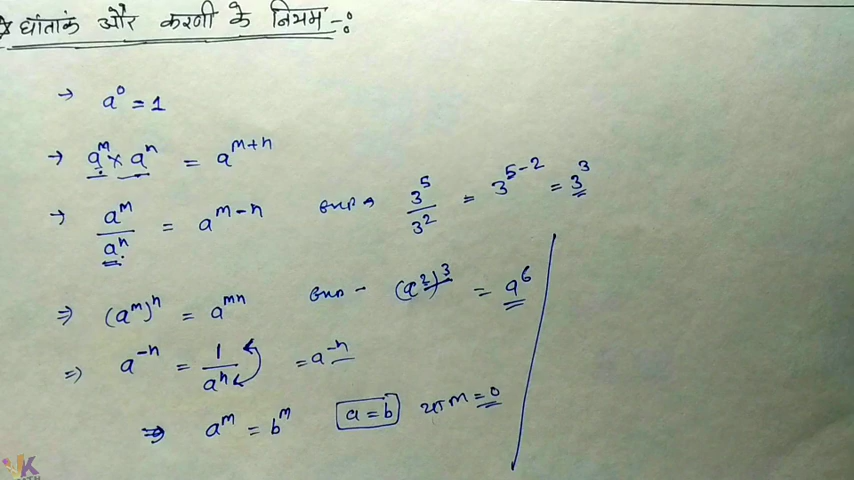 ☆ घांताकं और करणी के नियम -:
→ a⁰ = 1
→ aᵐ × aⁿ = aᵐ⁺ⁿ
→ aᵐ/aⁿ = aᵐ⁻ⁿ 3⁵/3² = 3⁵⁻² = 3³
⇒ (aᵐ)ⁿ = aᵐⁿ (a²)³ = a⁶
⇒ a⁻ⁿ = 1/aⁿ = a⁻ⁿ
⇒ aᵐ = bᵐ a = b या m = 0
VK